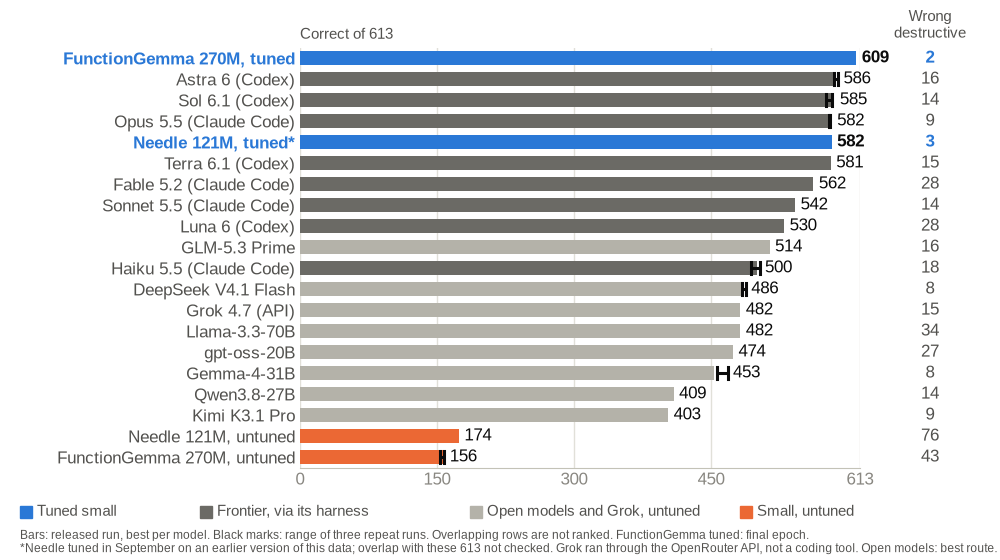 Correct of 613
Wrong
destructive
FunctionGemma 270M, tuned 609 2
Astra 6 (Codex) 586 16
Sol 6.1 (Codex) 585 14
Opus 5.5 (Claude Code) 582 9
Needle 121M, tuned* 582 3
Terra 6.1 (Codex) 581 15
Fable 5.2 (Claude Code) 562 28
Sonnet 5.5 (Claude Code) 542 14
Luna 6 (Codex) 530 28
GLM-5.3 Prime 514 16
Haiku 5.5 (Claude Code) 500 18
DeepSeek V4.1 Flash 486 8
Grok 4.7 (API) 482 15
Llama-3.3-70B 482 34
gpt-oss-20B 474 27
Gemma-4-31B 453 8
Qwen3.8-27B 409 14
Kimi K3.1 Pro 403 9
Needle 121M, untuned 174 76
FunctionGemma 270M, untuned 156 43
0 150 300 450 613
Tuned small Frontier, via its harness Open models and Grok, untuned Small, untuned
Bars: released run, best per model. Black marks: range of three repeat runs. Overlapping rows are not ranked. FunctionGemma tuned: final epoch.
*Needle tuned in September on an earlier version of this data; overlap with these 613 not checked. Grok ran through the OpenRouter API, not a coding tool. Open models: best route.